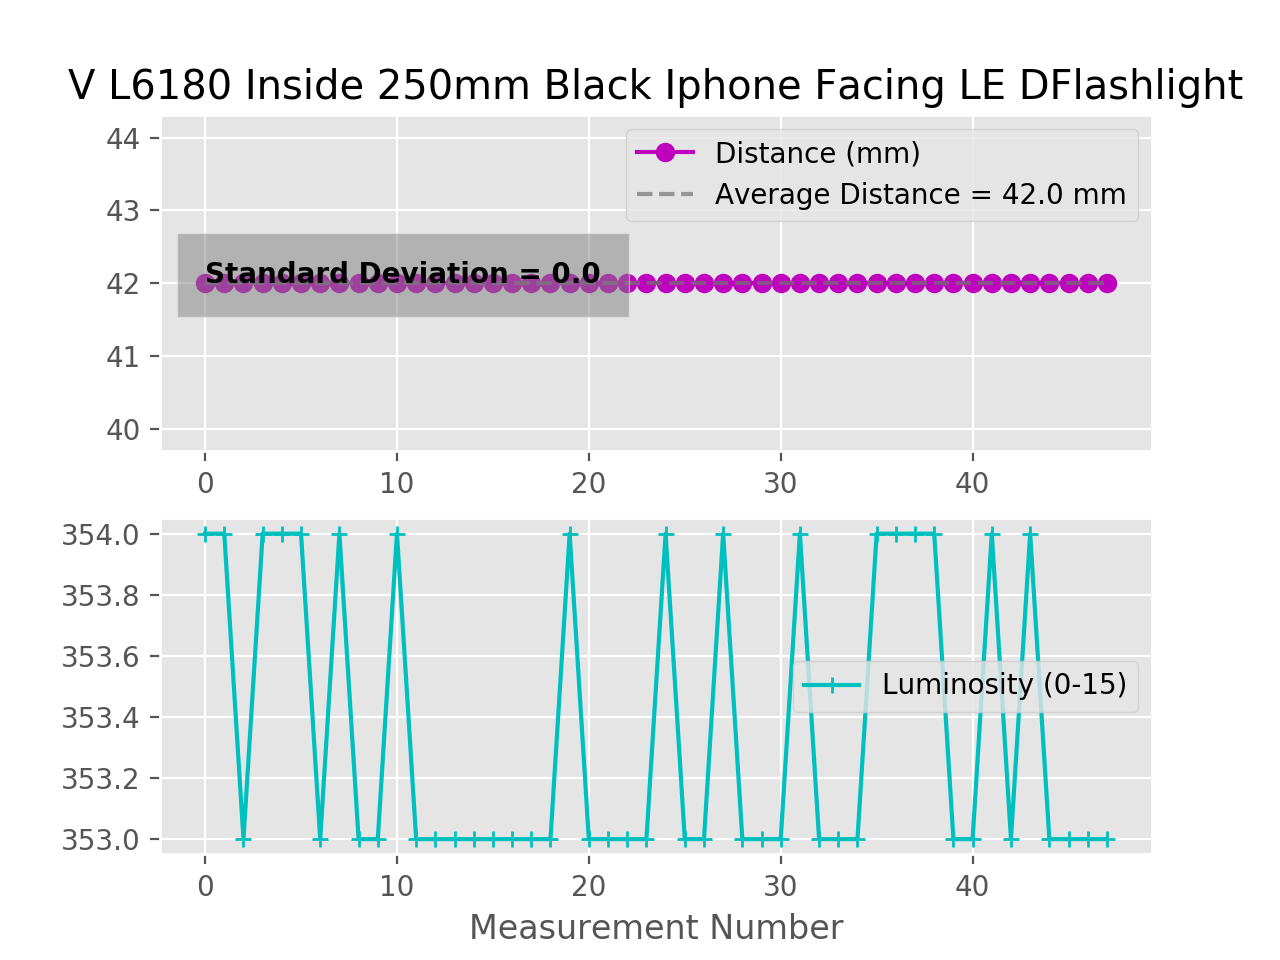 V L6180 Inside 250mm Black Iphone Facing LE DFlashlight
44
43
42
41
40
Distance (mm)
Average Distance = 42.0 mm
Standard Deviation = 0.0
0 10 20 30 40
354.0
353.8
353.6
353.4
353.2
353.0
Luminosity (0-15)
0 10 20 30 40
Measurement Number